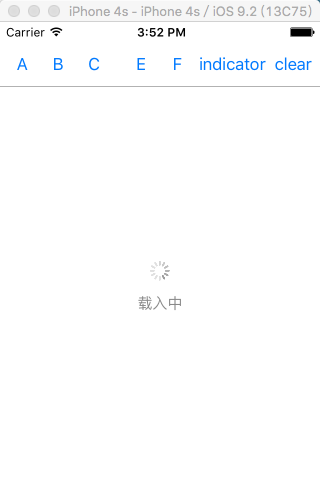 iPhone 4s - iPhone 4s / iOS 9.2 (13C75)
Carrier 3:52 PM
A B C E F indicator clear
载入中